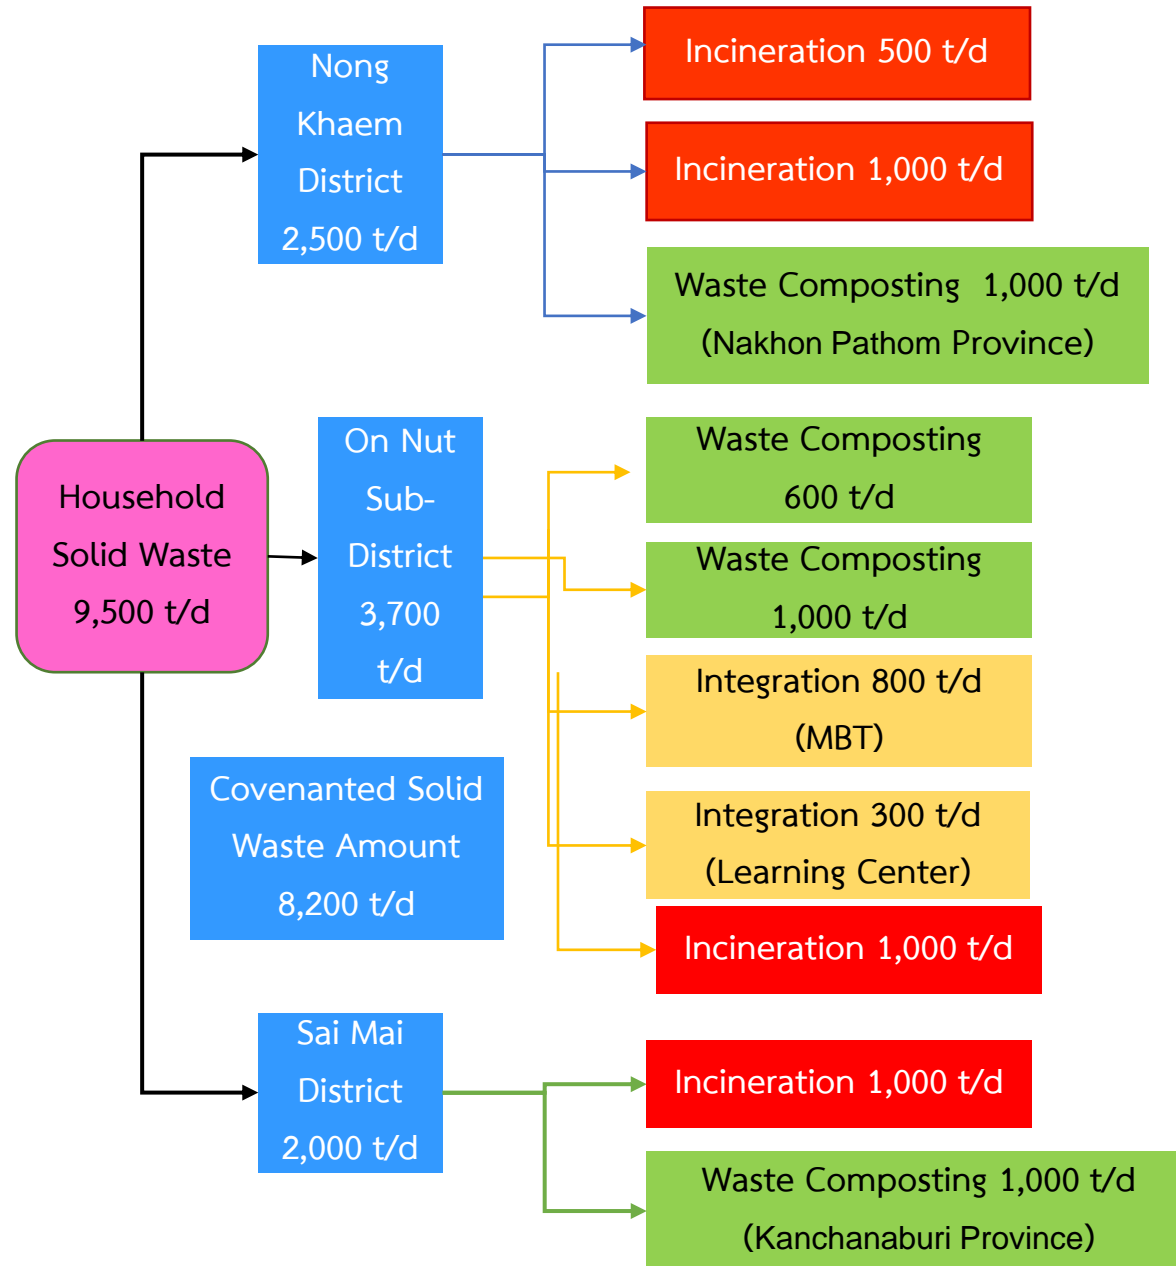 Nong
Khaem
District
2,500 t/d
Incineration 500 t/d
Incineration 1,000 t/d
Waste Composting 1,000 t/d
(Nakhon Pathom Province)
Household
Solid Waste
9,500 t/d
On Nut
Sub-
District
3,700
t/d
Waste Composting
600 t/d
Waste Composting
1,000 t/d
Integration 800 t/d
(MBT)
Integration 300 t/d
(Learning Center)
Incineration 1,000 t/d
Covenanted Solid
Waste Amount
8,200 t/d
Sai Mai
District
2,000 t/d
Incineration 1,000 t/d
Waste Composting 1,000 t/d
(Kanchanaburi Province)